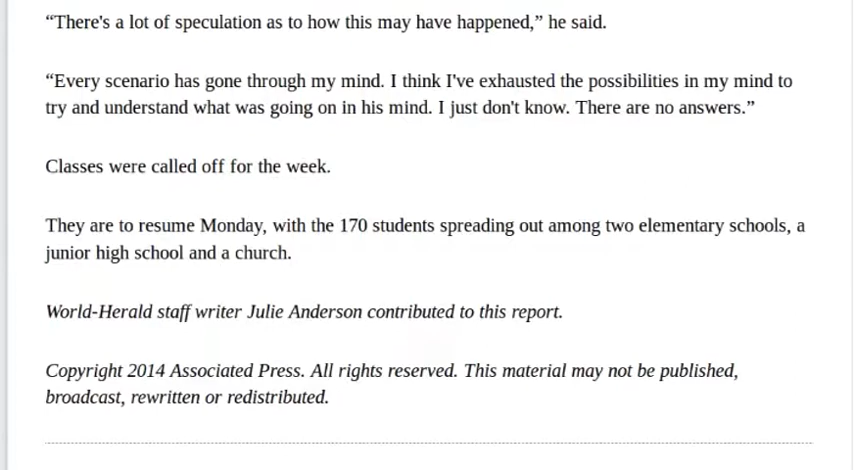 “There's a lot of speculation as to how this may have happened,” he said.
“Every scenario has gone through my mind. I think I've exhausted the possibilities in my mind to
try and understand what was going on in his mind. I just don't know. There are no answers.”
Classes were called off for the week.
They are to resume Monday, with the 170 students spreading out among two elementary schools, a
junior high school and a church.
World-Herald staff writer Julie Anderson contributed to this report.
Copyright 2014 Associated Press. All rights reserved. This material may not be published,
broadcast, rewritten or redistributed.